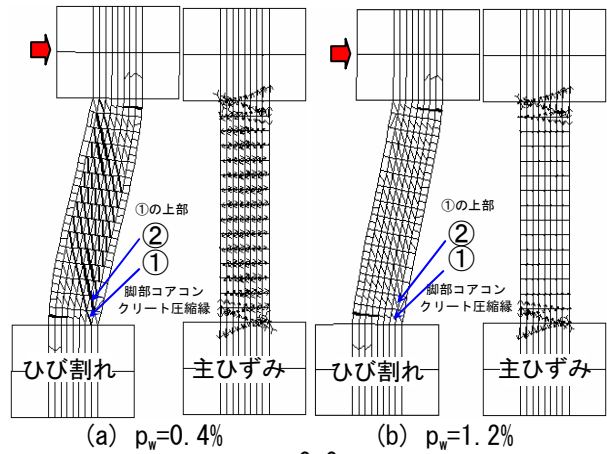 ①の上部
②
①
脚部コアコン
クリート圧縮縁
ひび割れ
主ひずみ
(a) pw=0.4%
①の上部
②
①
脚部コアコン
クリート圧縮縁
ひび割れ
主ひずみ
(b) pw=1.2%